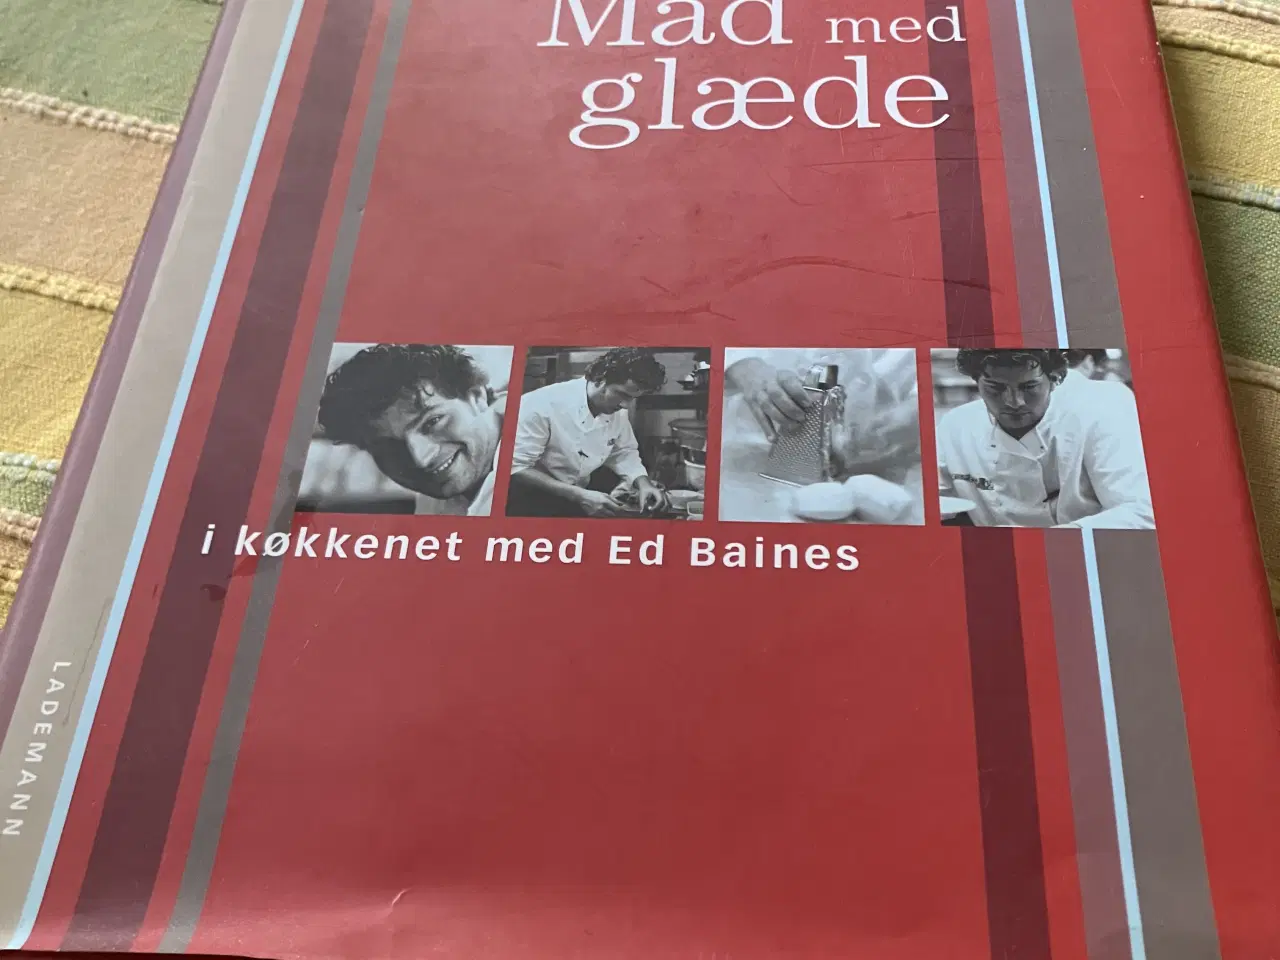 Mad med
glæde
i køkkenet med Ed Baines
LADEMANN